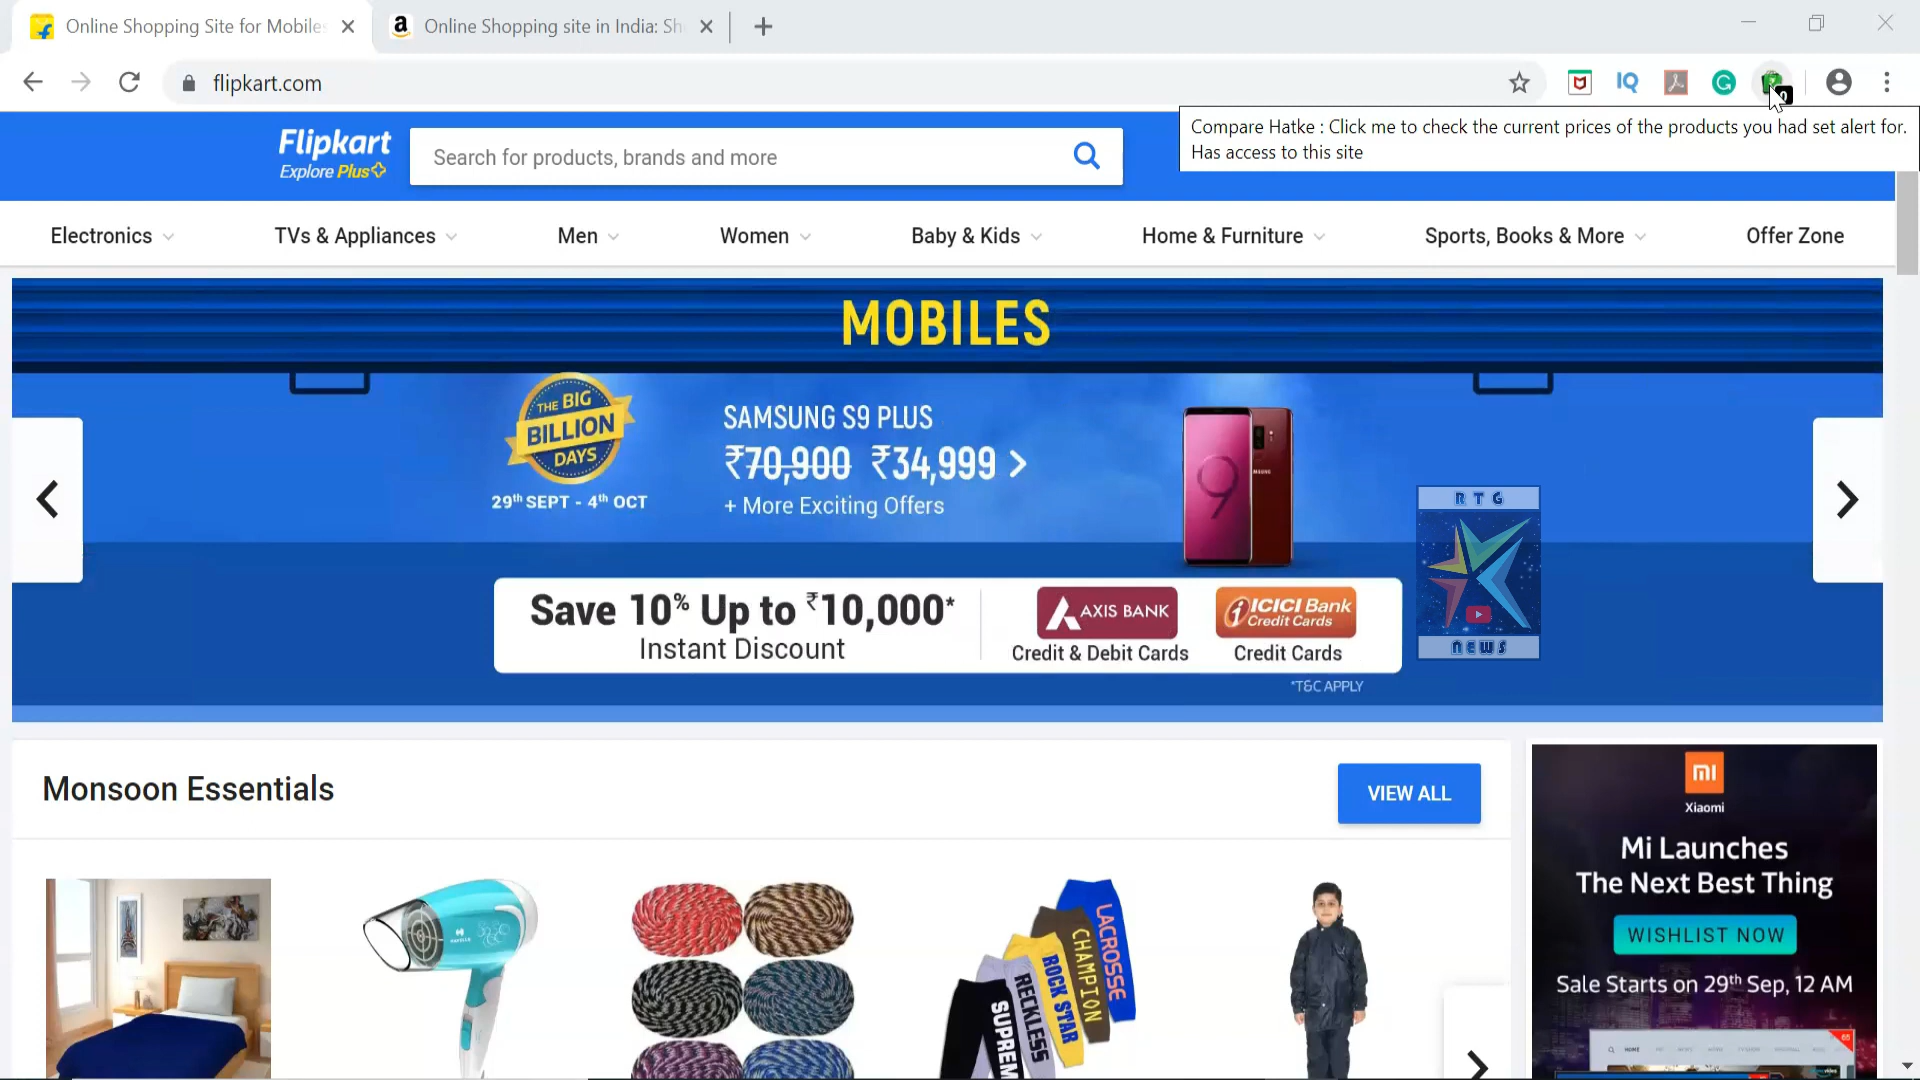 Online Shopping Site for Mobiles
Online Shopping site in India: Sh
flipkart.com
Compare Hatke : Click me to check the current prices of the products you had set alert for.
Has access to this site
Flipkart
Explore Plus
Search for products, brands and more
Electronics
TVs & Appliances
Men
Women
Baby & Kids
Home & Furniture
Sports, Books & More
Offer Zone
MOBILES
THE BIG
BILLION
DAYS
29th SEPT - 4th OCT
SAMSUNG S9 PLUS
₹70,900 ₹34,999
+ More Exciting Offers
RTG
NEWS
Save 10% Up to ₹10,000*
Instant Discount
AXIS BANK
Credit & Debit Cards
ICICI Bank
Credit Cards
Credit Cards
*T&C APPLY
Monsoon Essentials
VIEW ALL
mi
Xiaomi
Mi Launches
The Next Best Thing
WISHLIST NOW
Sale Starts on 29th Sep, 12 AM
LACROSSE
CHAMPION
ROCK STAR
RECKLESS
SUPREM